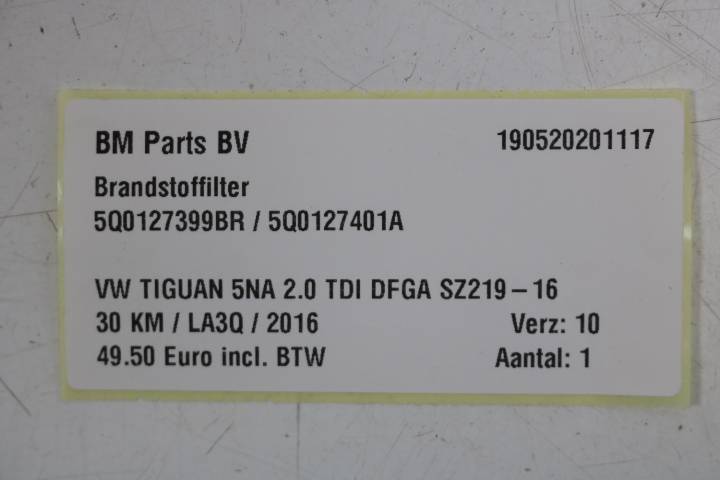 BM Parts BV 190520201117
Brandstoffilter
5Q0127399BR / 5Q0127401A
VW TIGUAN 5NA 2.0 TDI DFGA SZ219-16
30 KM / LA3Q / 2016 Verz: 10
49.50 Euro incl. BTW Aantal: 1